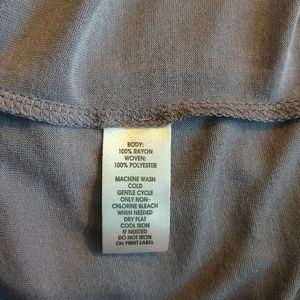 BODY:
100% RAYON
WOVEN:
100% POLYESTER
MACHINE WASH
COLD
GENTLE CYCLE
ONLY NON-
CHLORINE BLEACH
WHEN NEEDED
DRY FLAT
COOL IRON
IF NEEDED
DO NOT IRON
ON PRINT LABEL